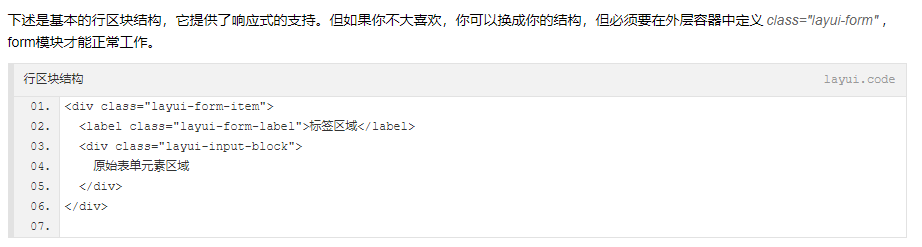 下述是基本的行区块结构，它提供了响应式的支持。但如果你不大喜欢，你可以换成你的结构，但必须要在外层容器中定义 class="layui-form"，
form模块才能正常工作。
行区块结构 layui.code
01. <div class="layui-form-item">
02.   <label class="layui-form-label">标签区域</label>
03.   <div class="layui-input-block">
04.     原始表单元素区域
05.   </div>
06. </div>
07.